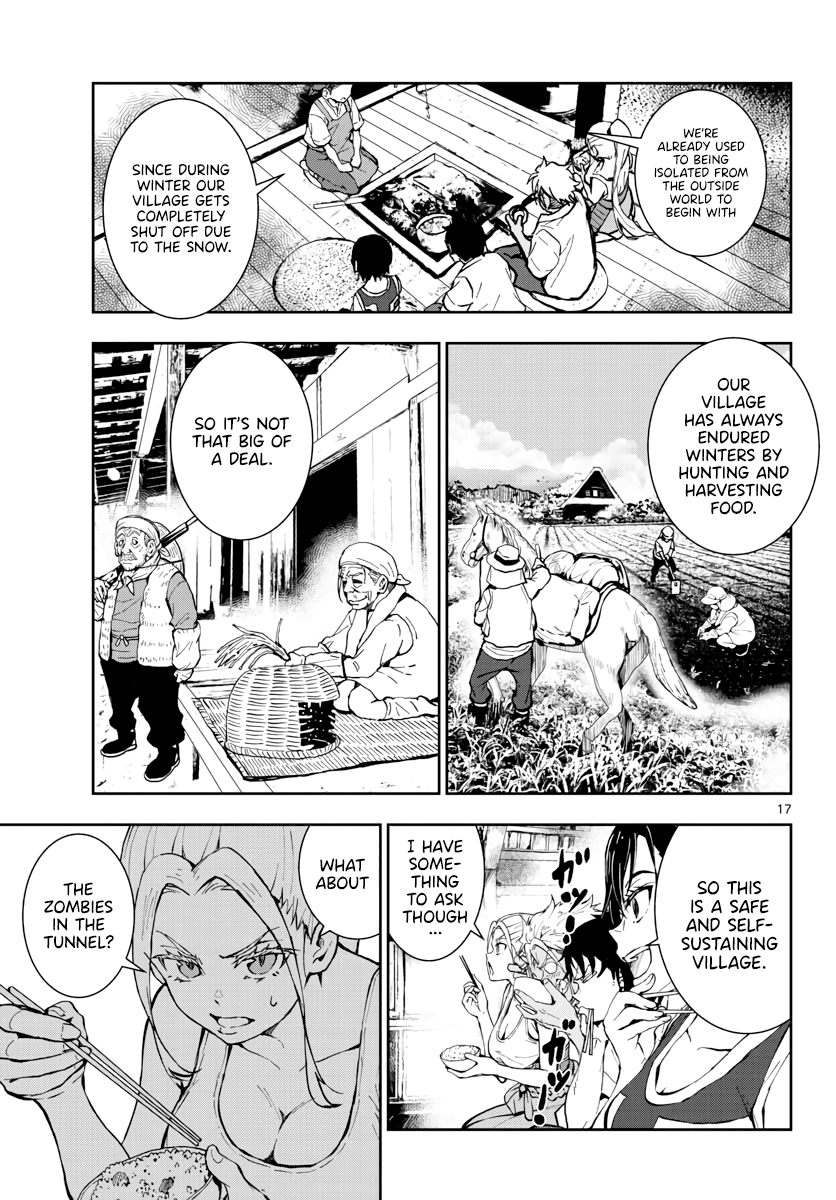 WE'RE
ALREADY USED
TO BEING
ISOLATED FROM
THE OUTSIDE
WORLD TO
BEGIN WITH
SINCE DURING
WINTER OUR
VILLAGE GETS
COMPLETELY
SHUT OFF DUE
TO THE SNOW.
OUR
VILLAGE
HAS ALWAYS
ENDURED
WINTERS BY
HUNTING AND
HARVESTING
FOOD.
SO IT'S NOT
THAT BIG OF
A DEAL.
17
SO THIS
IS A SAFE
AND SELF-
SUSTAINING
VILLAGE.
I HAVE
SOME-
THING
TO ASK
THOUGH
...
WHAT
ABOUT
THE
ZOMBIES
IN THE
TUNNEL?